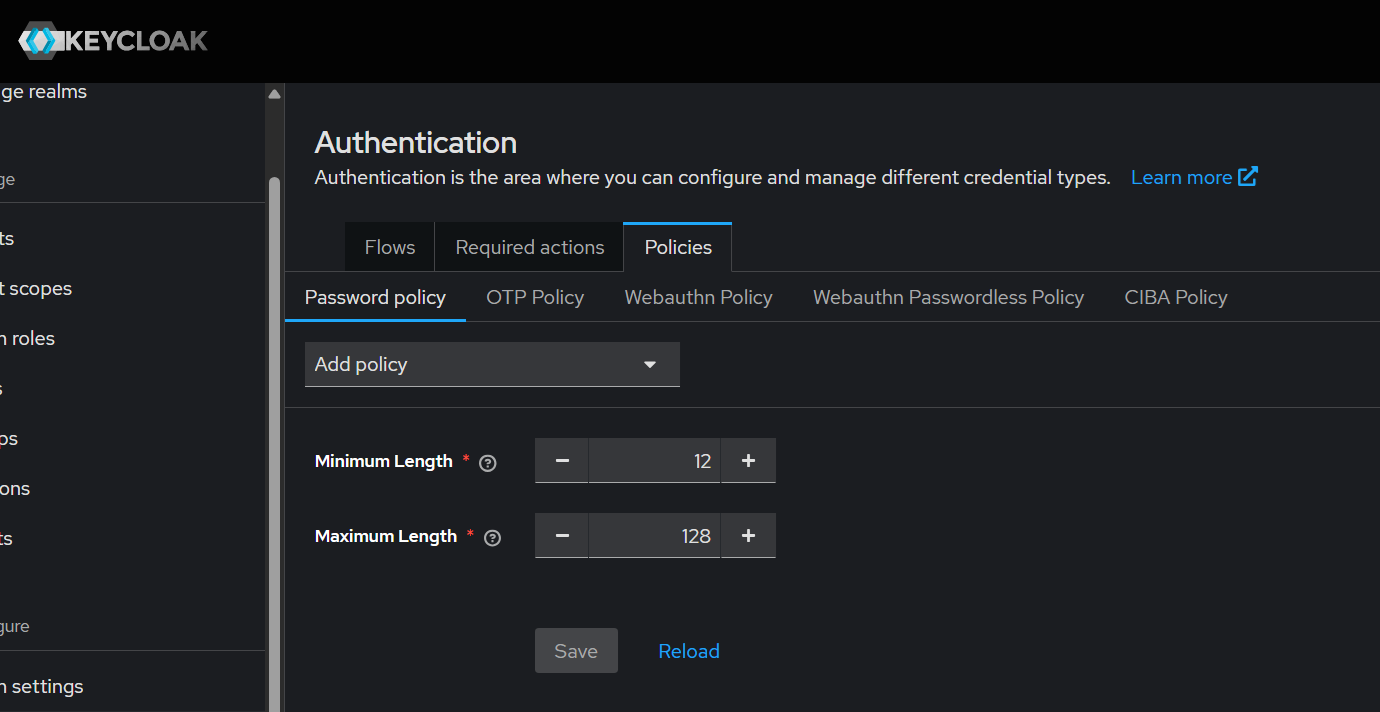 KEYCLOAK
ge realms
ge
ts
t scopes
n roles
s
ps
ons
ts
gure
n settings
Authentication
Authentication is the area where you can configure and manage different credential types. Learn more
Flows Required actions Policies
Password policy OTP Policy Webauthn Policy Webauthn Passwordless Policy CIBA Policy
Add policy
Minimum Length * ? − 12 +
Maximum Length * ? − 128 +
Save Reload